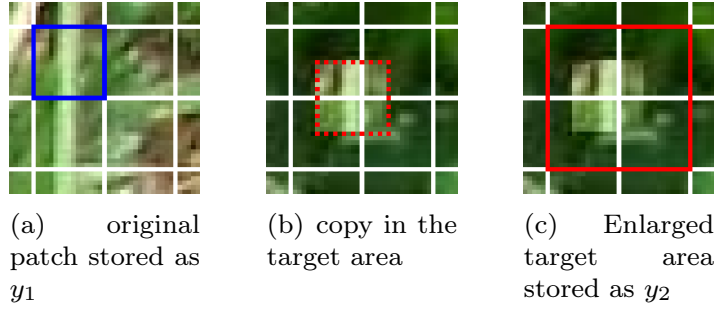 (a) original
patch stored as
y1
(b) copy in the
target area
(c) Enlarged
target area
stored as y2